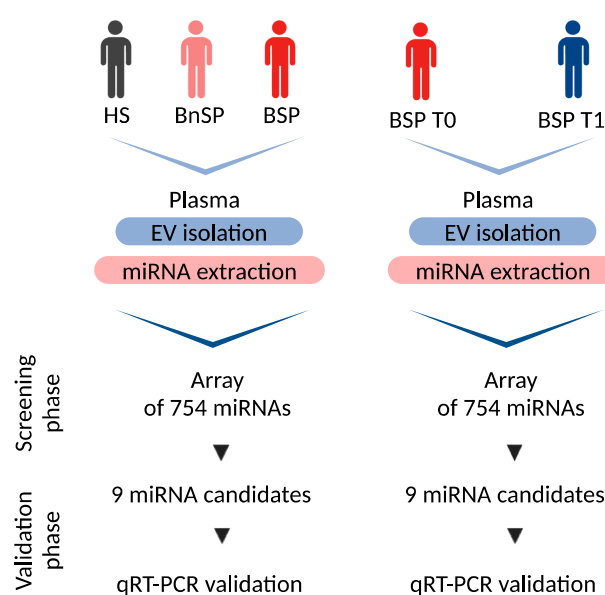 HS BnSP BSP
Plasma
EV isolation
miRNA extraction
Screening
phase
Array
of 754 miRNAs
Validation
phase
9 miRNA candidates
qRT-PCR validation
BSP T0 BSP T1
Plasma
EV isolation
miRNA extraction
Array
of 754 miRNAs
9 miRNA candidates
qRT-PCR validation